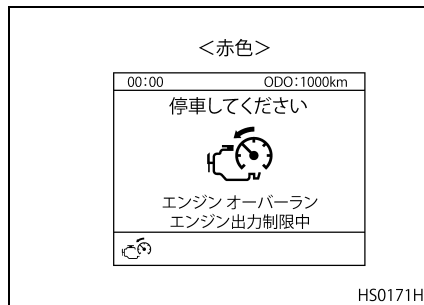 ＜赤色＞
00:00 ODO:1000km
停車してください
エンジン オーバーラン
エンジン出力制限中
HS0171H